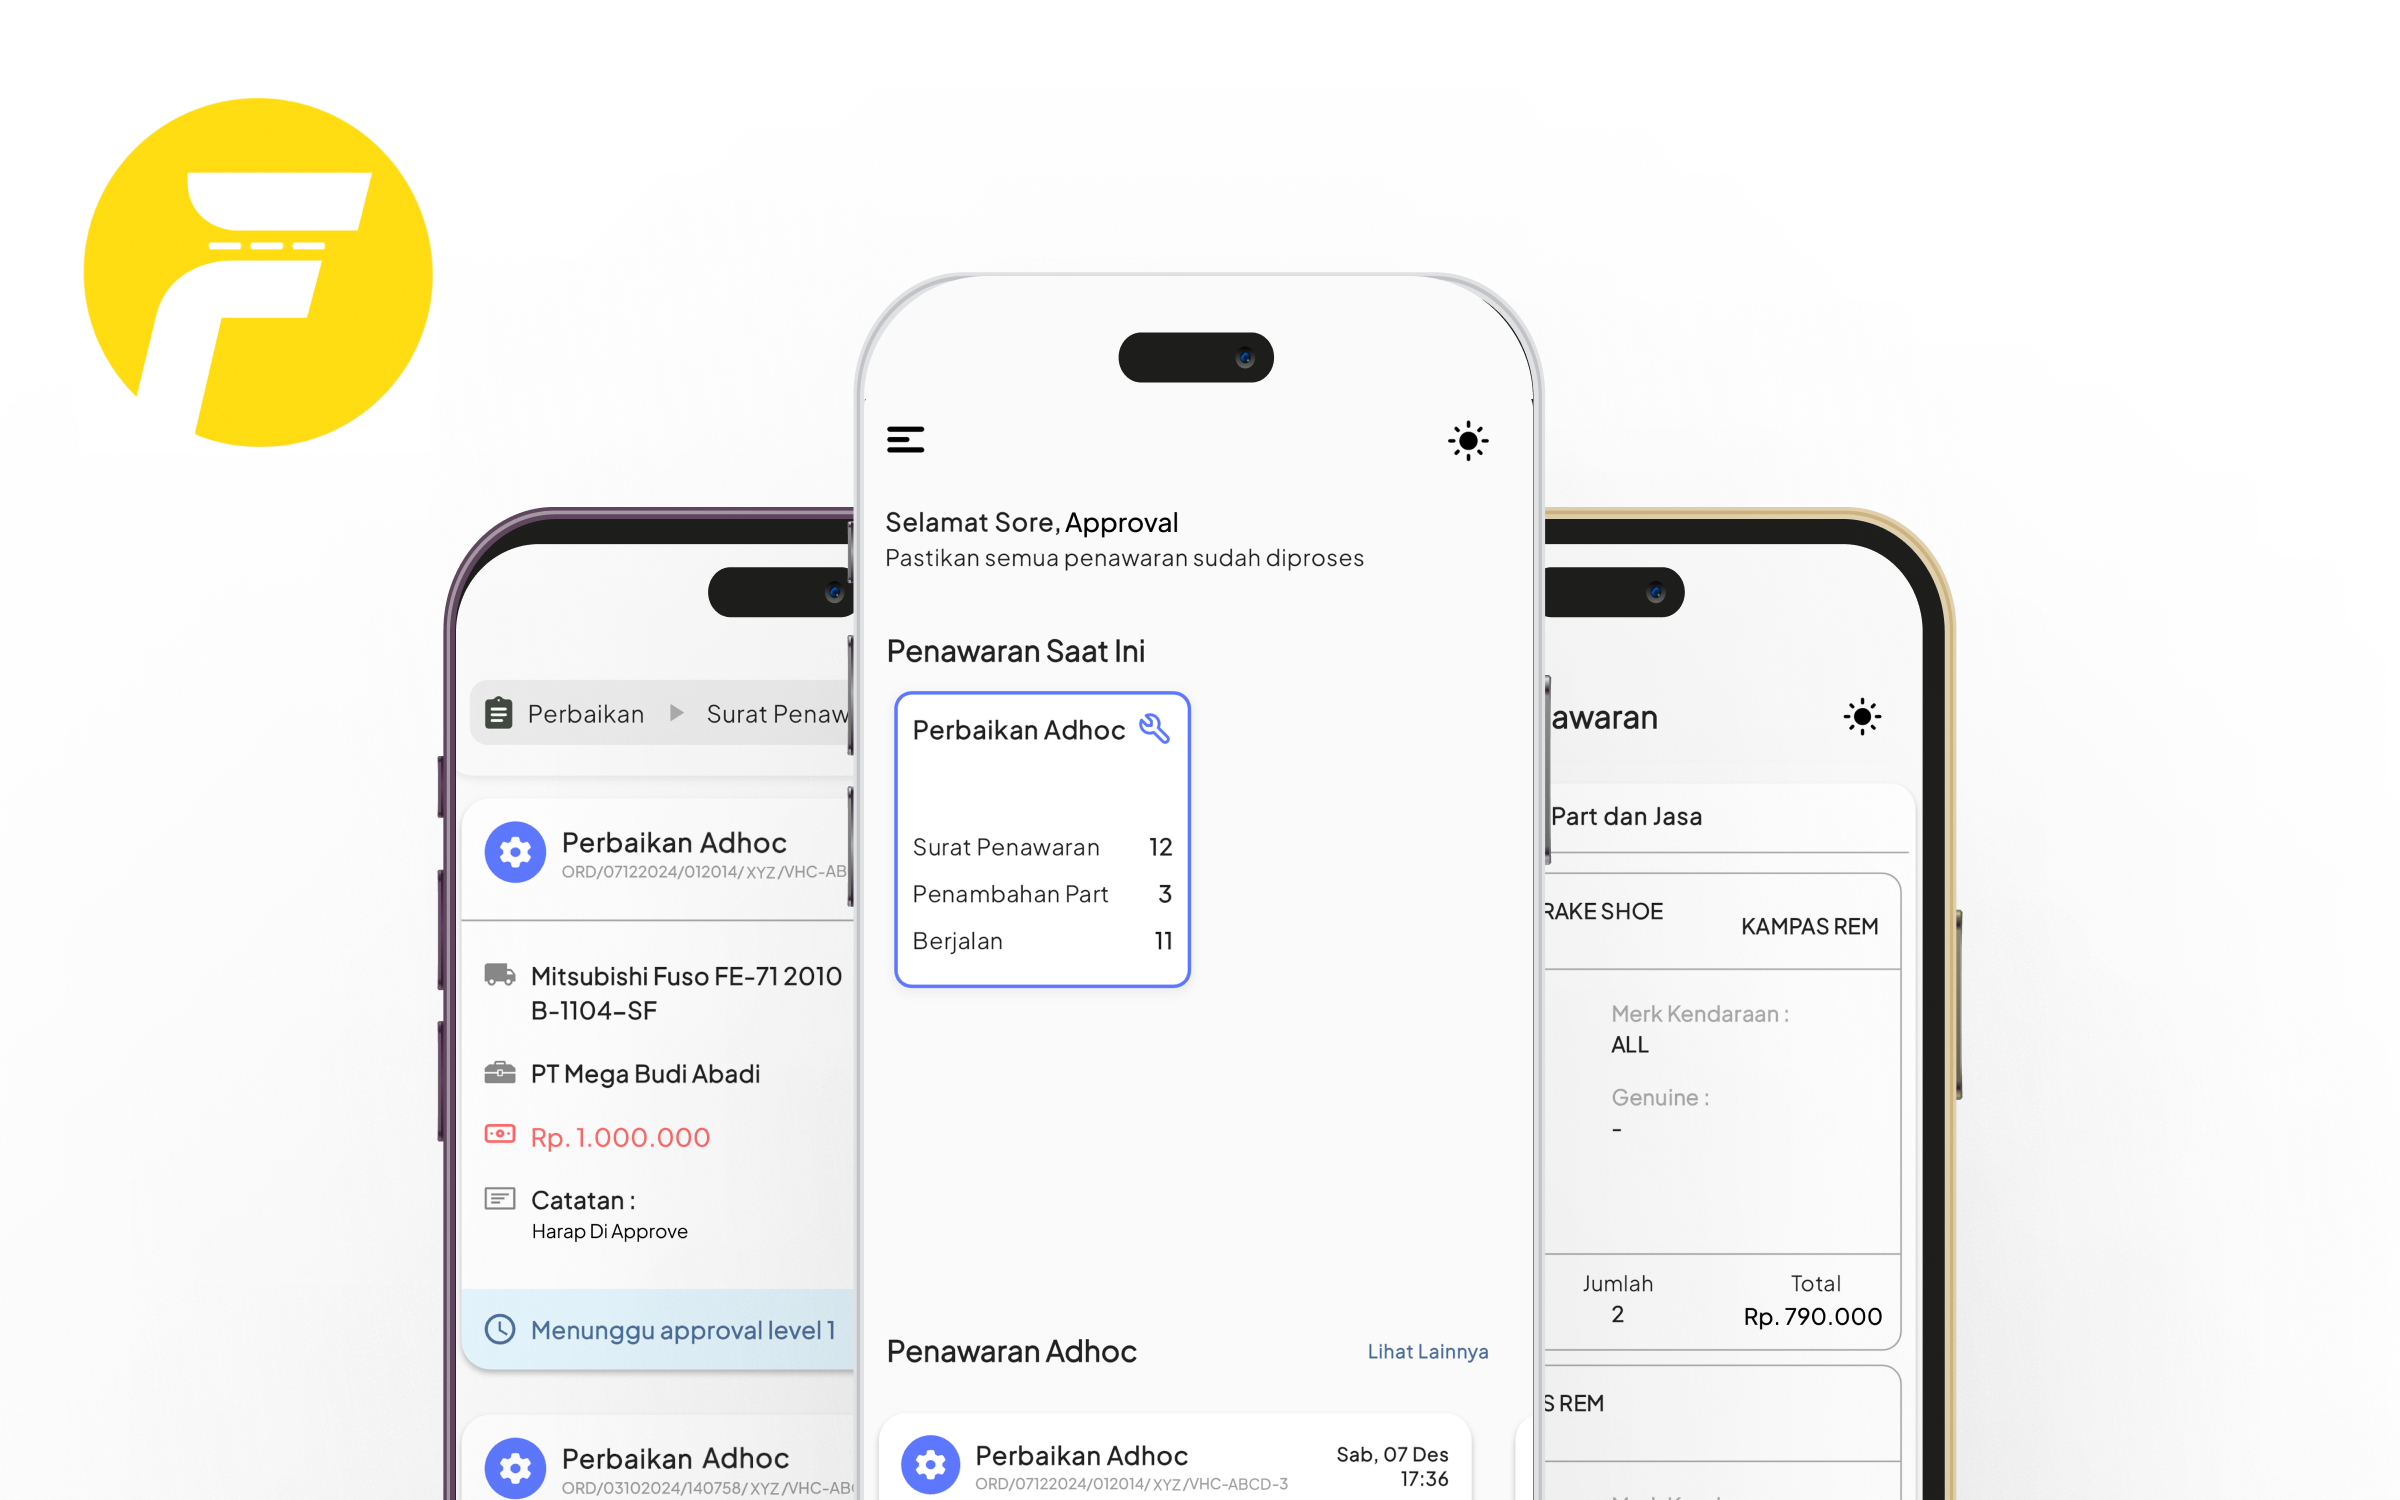 Perbaikan
Surat Penaw
Perbaikan Adhoc
ORD/07122024/012014/XYZ/VHC-AB
Mitsubishi Fuso FE-71 2010
B-1104-SF
PT Mega Budi Abadi
Rp. 1.000.000
Catatan :
Harap Di Approve
Menunggu approval level 1
Perbaikan Adhoc
ORD/03102024/140758/XYZ/VHC-AB
Selamat Sore, Approval
Pastikan semua penawaran sudah diproses
Penawaran Saat Ini
Perbaikan Adhoc
Surat Penawaran 12
Penambahan Part 3
Berjalan 11
Penawaran Adhoc
Lihat Lainnya
Perbaikan Adhoc
Sab, 07 Des
17:36
ORD/07122024/012014/XYZ/VHC-ABCD-3
awaran
Part dan Jasa
RAKE SHOE
KAMPAS REM
Merk Kendaraan :
ALL
Genuine :
-
Jumlah
2
Total
Rp. 790.000
S REM